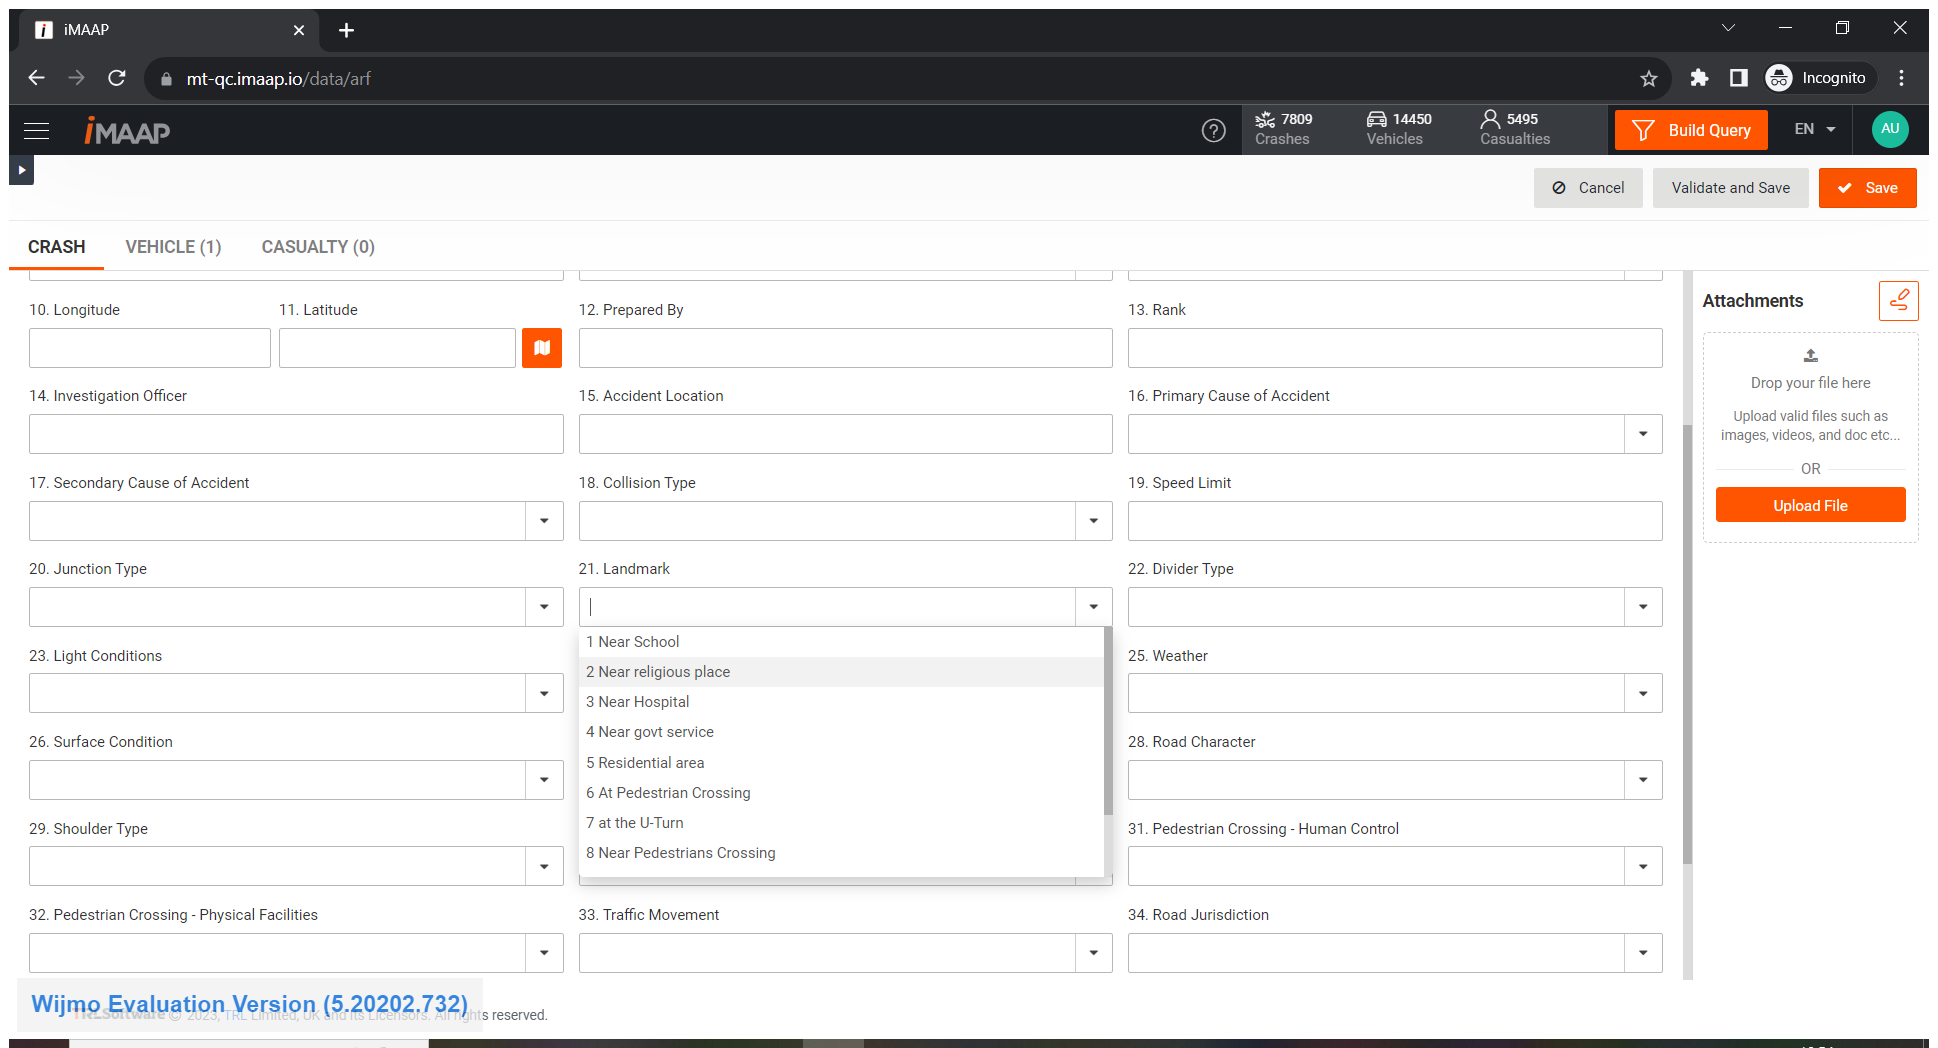 iMAAP
mt-qc.imaap.io/data/arf
Incognito
iMAAP
7809
Crashes
14450
Vehicles
5495
Casualties
Build Query
EN
AU
Cancel
Validate and Save
Save
CRASH
VEHICLE (1)
CASUALTY (0)
10. Longitude
11. Latitude
12. Prepared By
13. Rank
14. Investigation Officer
15. Accident Location
16. Primary Cause of Accident
17. Secondary Cause of Accident
18. Collision Type
19. Speed Limit
20. Junction Type
21. Landmark
22. Divider Type
1 Near School
2 Near religious place
3 Near Hospital
4 Near govt service
5 Residential area
6 At Pedestrian Crossing
7 at the U-Turn
8 Near Pedestrians Crossing
23. Light Conditions
25. Weather
26. Surface Condition
28. Road Character
29. Shoulder Type
31. Pedestrian Crossing - Human Control
32. Pedestrian Crossing - Physical Facilities
33. Traffic Movement
34. Road Jurisdiction
Attachments
Drop your file here
Upload valid files such as
images, videos, and doc etc...
OR
Upload File
Wijmo Evaluation Version (5.20202.732)
TRLSoftware © 2023, TRL Limited, UK and its Licensors. All rights reserved.